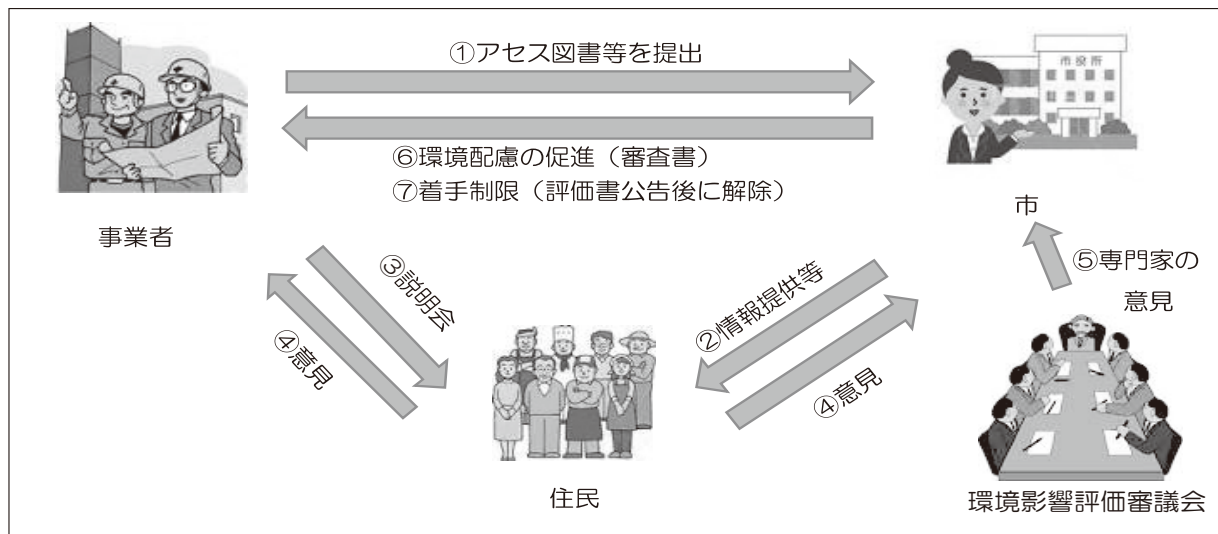 ①アセス図書等を提出
市役所
⑥環境配慮の促進（審査書）
⑦着手制限（評価書公告後に解除）
事業者
市
③説明会
④意見
②情報提供等
④意見
⑤専門家の
意見
住民
環境影響評価審議会